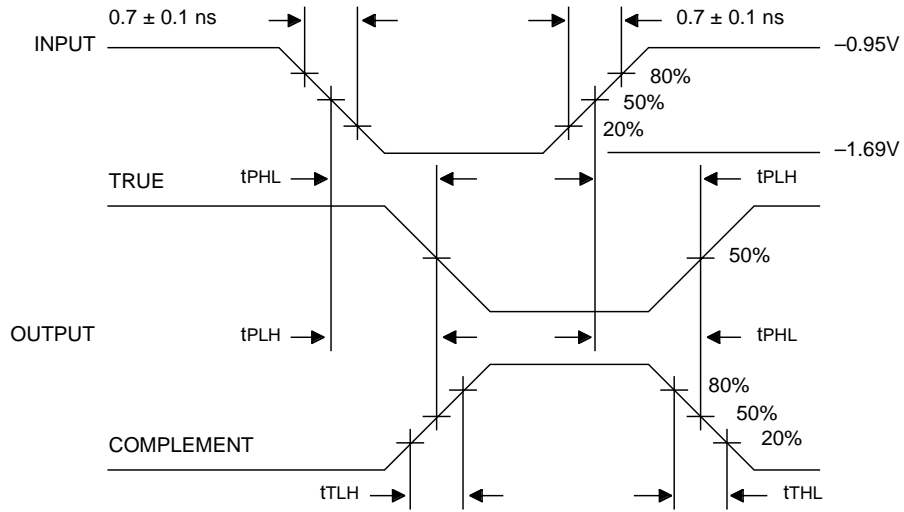 0.7 ± 0.1 ns
0.7 ± 0.1 ns
INPUT
–0.95V
80%
50%
20%
–1.69V
tPHL
tPLH
TRUE
50%
OUTPUT
tPLH
tPHL
80%
50%
20%
COMPLEMENT
tTLH
tTHL